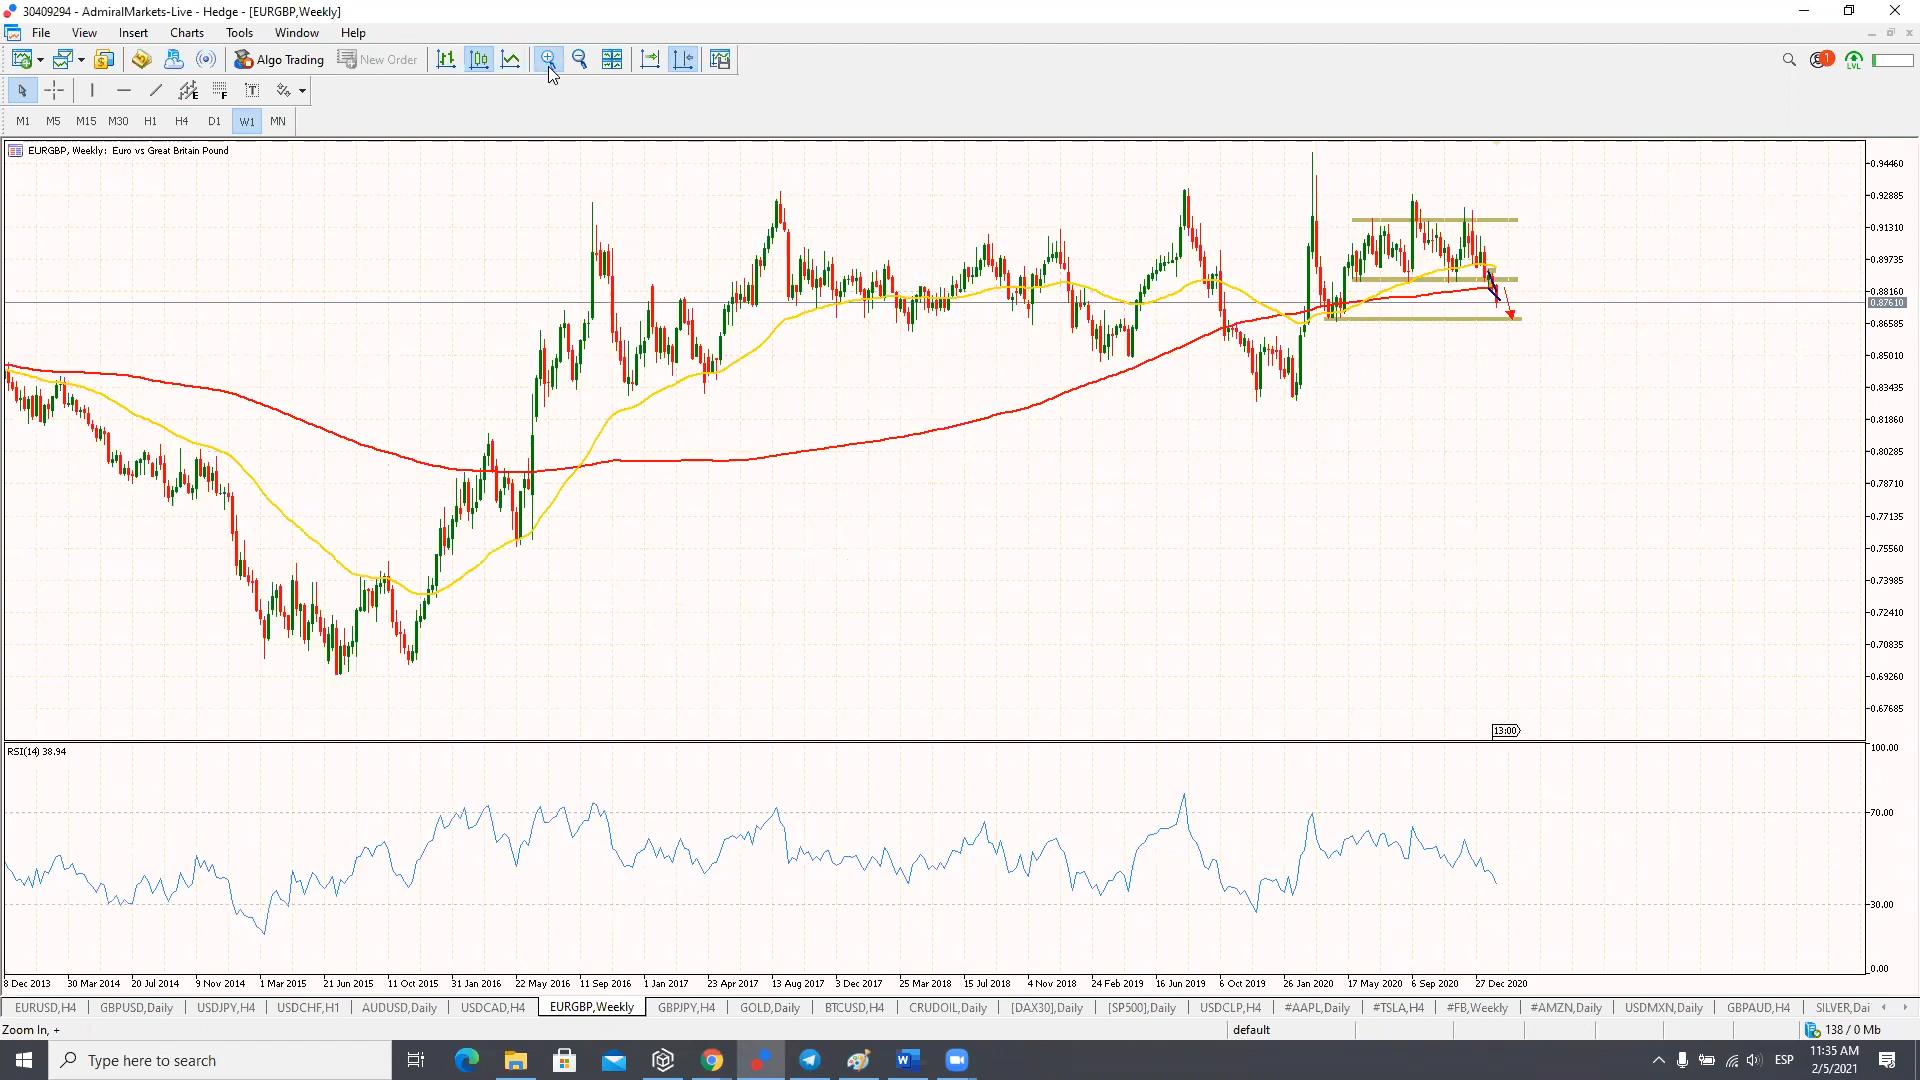 30409294 - AdmiralMarkets-Live - Hedge - [EURGBP,Weekly]
File View Insert Charts Tools Window Help
Algo Trading New Order
1
LVL
E F T
M1 M5 M15 M30 H1 H4 D1 W1 MN
EURGBP, Weekly: Euro vs Great Britain Pound
0.94460
0.92885
0.91310
0.89735
0.88160
0.87610
0.86585
0.85010
0.83435
0.81860
0.80285
0.78710
0.77135
0.75560
0.73985
0.72410
0.70835
0.69260
0.67685
13:00
RSI(14) 38.94
100.00
70.00
30.00
0.00
8 Dec 2013 30 Mar 2014 20 Jul 2014 9 Nov 2014 1 Mar 2015 21 Jun 2015 11 Oct 2015 31 Jan 2016 22 May 2016 11 Sep 2016 1 Jan 2017 23 Apr 2017 13 Aug 2017 3 Dec 2017 25 Mar 2018 15 Jul 2018 4 Nov 2018 24 Feb 2019 16 Jun 2019 6 Oct 2019 26 Jan 2020 17 May 2020 6 Sep 2020 27 Dec 2020
EURUSD,H4 GBPUSD,Daily USDJPY,H4 USDCHF,H1 AUDUSD,Daily USDCAD,H4 EURGBP,Weekly GBPJPY,H4 GOLD,Daily BTCUSD,H4 CRUDOIL,Daily [DAX30],Daily [SP500],Daily USDCLP,H4 #AAPL,Daily #TSLA,H4 #FB,Weekly #AMZN,Daily USDMXN,Daily GBPAUD,H4 SILVER,Dai
Zoom In, + default 138 / 0 Mb
Type here to search
ESP
11:35 AM
2/5/2021